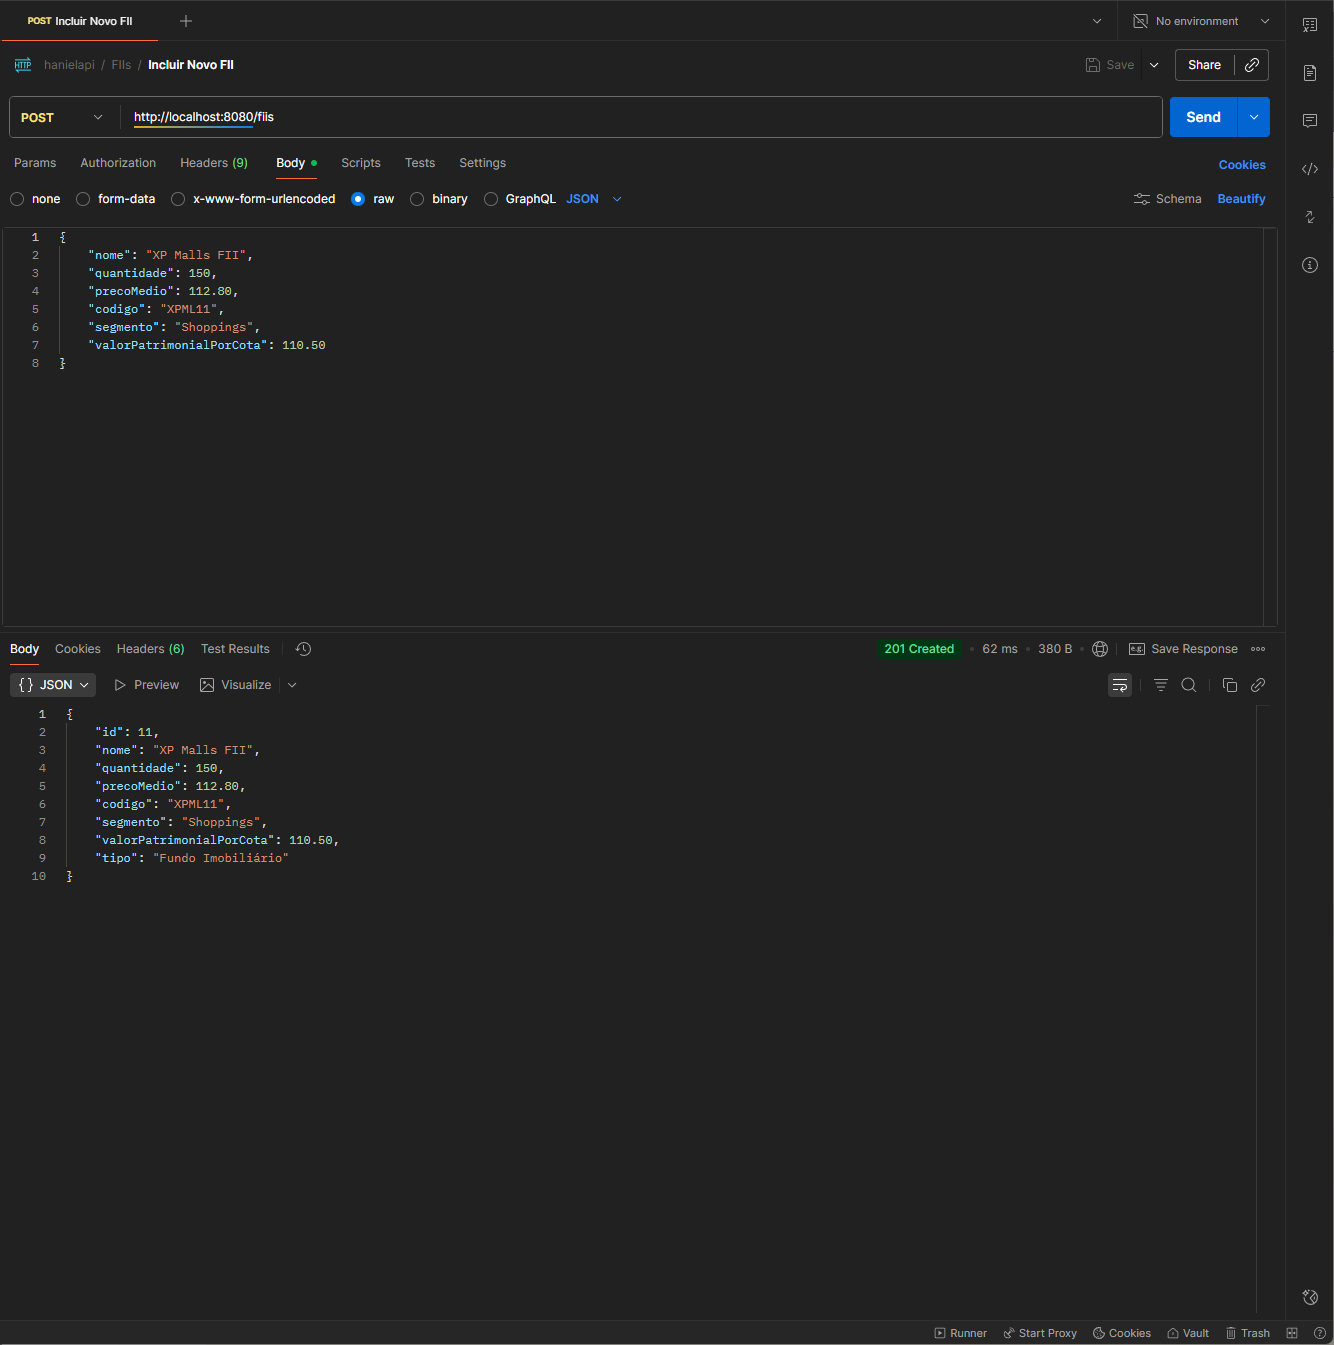 POST Incluir Novo FII
No environment
HTTP hanielapi / FIIs / Incluir Novo FII
Save
Share
POST
http://localhost:8080/fiis
Send
Params Authorization Headers (9) Body Scripts Tests Settings
Cookies
none form-data x-www-form-urlencoded raw binary GraphQL JSON
Schema Beautify
1 {
2 "nome": "XP Malls FII",
3 "quantidade": 150,
4 "precoMedio": 112.80,
5 "codigo": "XPML11",
6 "segmento": "Shoppings",
7 "valorPatrimonialPorCota": 110.50
8 }
Body Cookies Headers (6) Test Results
201 Created • 62 ms • 380 B • e.g. Save Response
{} JSON Preview Visualize
1 {
2 "id": 11,
3 "nome": "XP Malls FII",
4 "quantidade": 150,
5 "precoMedio": 112.80,
6 "codigo": "XPML11",
7 "segmento": "Shoppings",
8 "valorPatrimonialPorCota": 110.50,
9 "tipo": "Fundo Imobiliário"
10 }
Runner Start Proxy Cookies Vault Trash